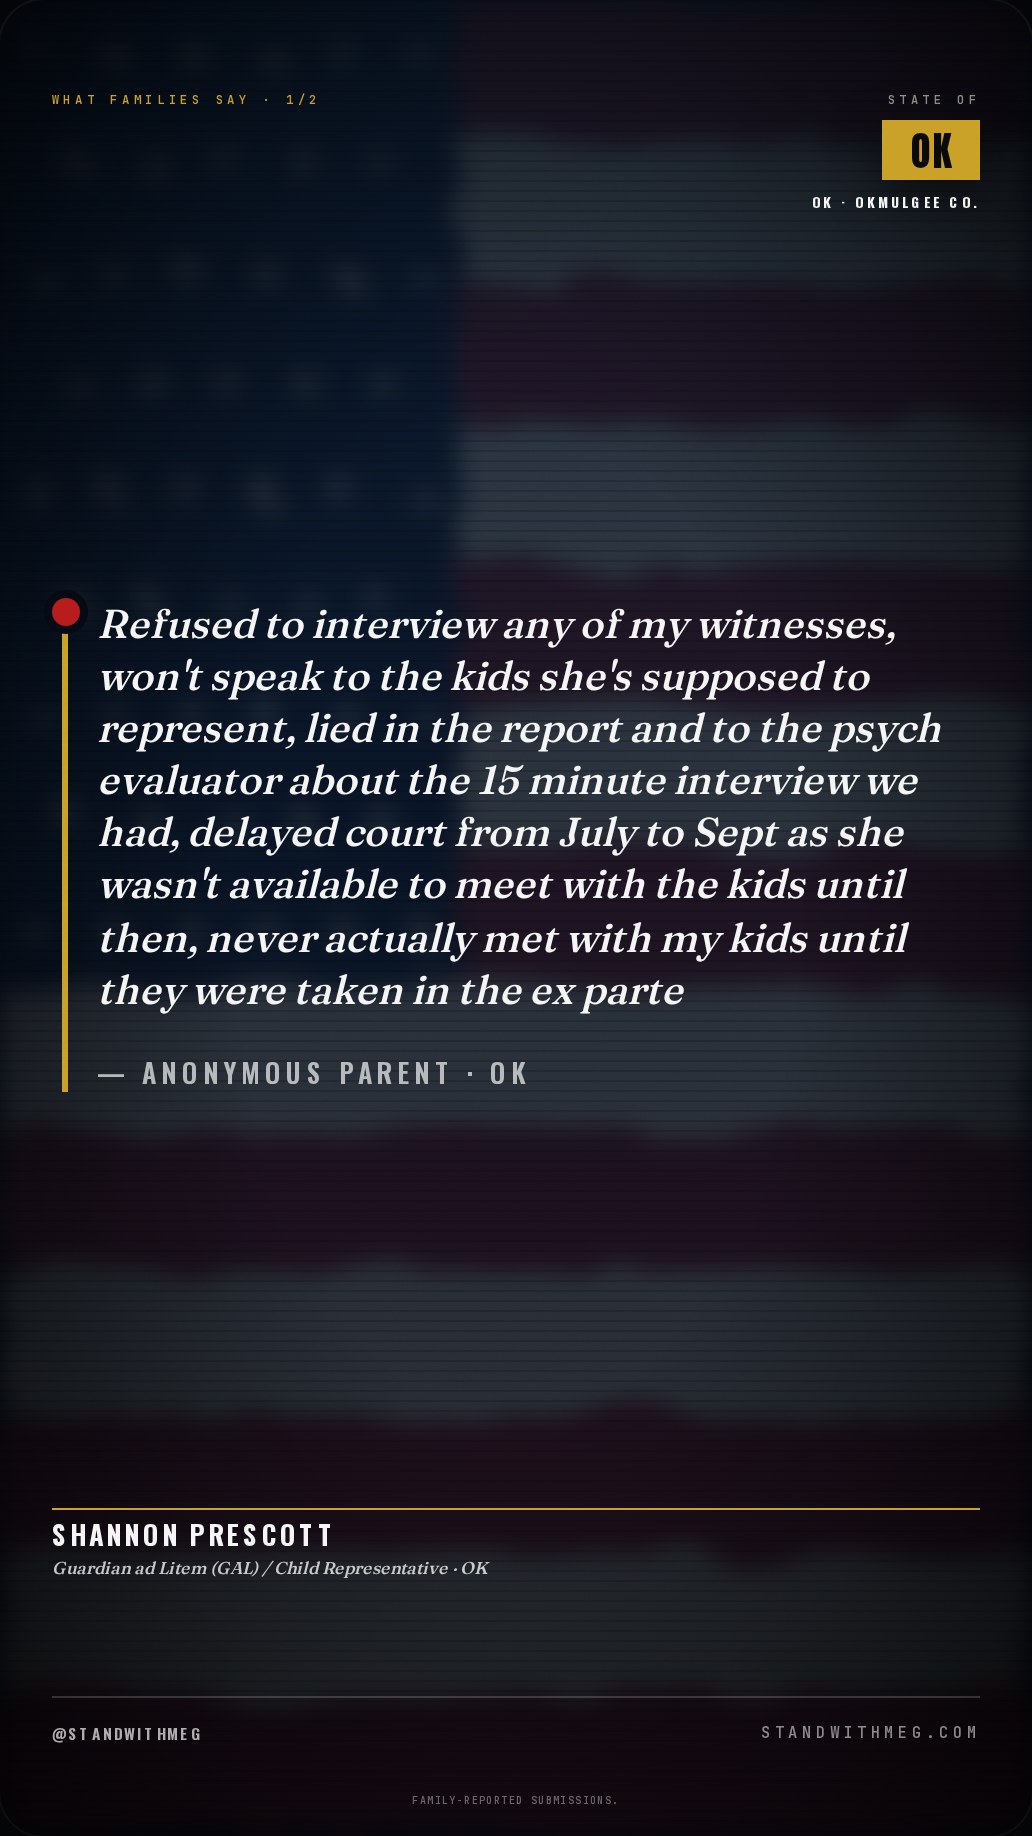 WHAT FAMILIES SAY · 1/2
STATE OF
OK
OK · OKMULGEE CO.
Refused to interview any of my witnesses,
won't speak to the kids she's supposed to
represent, lied in the report and to the psych
evaluator about the 15 minute interview we
had, delayed court from July to Sept as she
wasn't available to meet with the kids until
then, never actually met with my kids until
they were taken in the ex parte
— ANONYMOUS PARENT · OK
SHANNON PRESCOTT
Guardian ad Litem (GAL) / Child Representative · OK
@STANDWITHMEG
STANDWITHMEG.COM
FAMILY-REPORTED SUBMISSIONS.